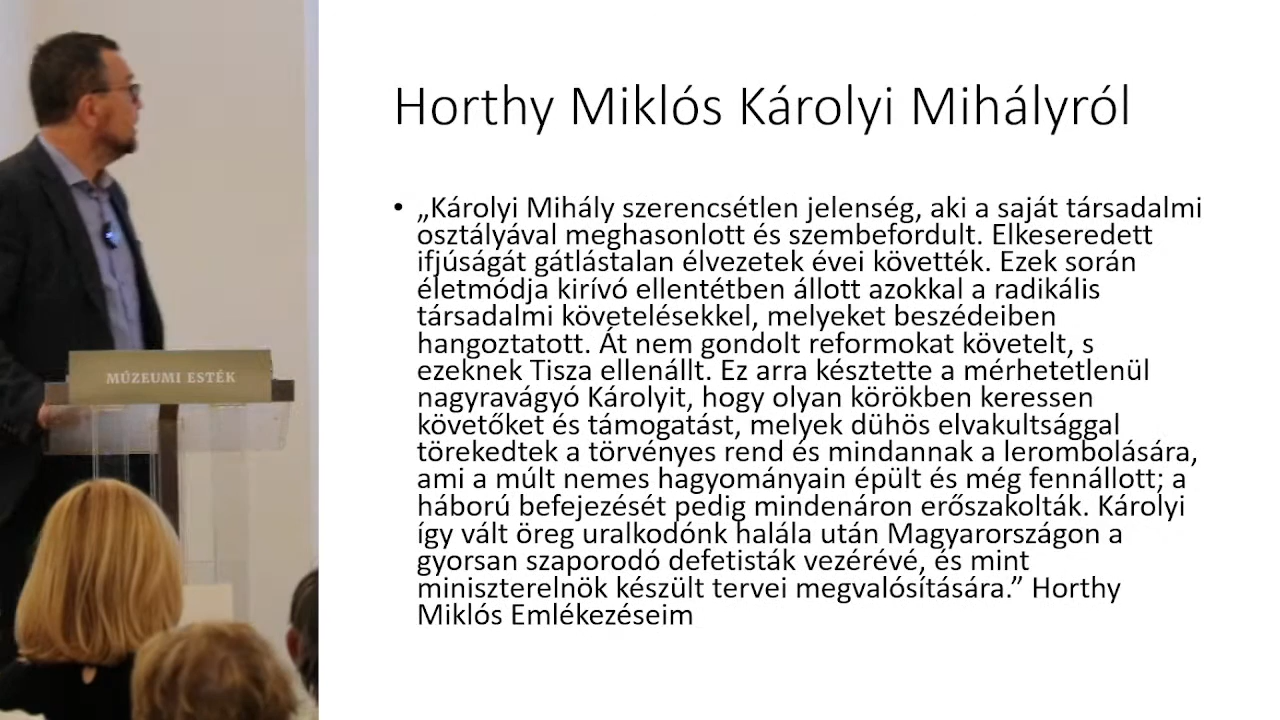 Horthy Miklós Károlyi Mihályról
• „Károlyi Mihály szerencsétlen jelenség, aki a saját társadalmi
osztályával meghasonlott és szembefordult. Elkeseredett
ifjúságát gátlástalan élvezetek évei követték. Ezek során
életmódja kirívó ellentétben állott azokkal a radikális
társadalmi követelésekkel, melyeket beszédeiben
hangoztatott. Át nem gondolt reformokat követelt, s
ezeknek Tisza ellenállt. Ez arra késztette a mérhetetlenül
nagyravágyó Károlyit, hogy olyan körökben keressen
követőket és támogatást, melyek dühös elvakultsággal
törekedtek a törvényes rend és mindannak a lerombolására,
ami a múlt nemes hagyományain épült és még fennállott; a
háború befejezését pedig mindenáron erőszakolták. Károlyi
így vált öreg uralkodónk halála után Magyarországon a
gyorsan szaporodó defetisták vezérévé, és mint
miniszterelnök készült tervei megvalósítására.” Horthy
Miklós Emlékezéseim
MÚZEUMI ESTÉK